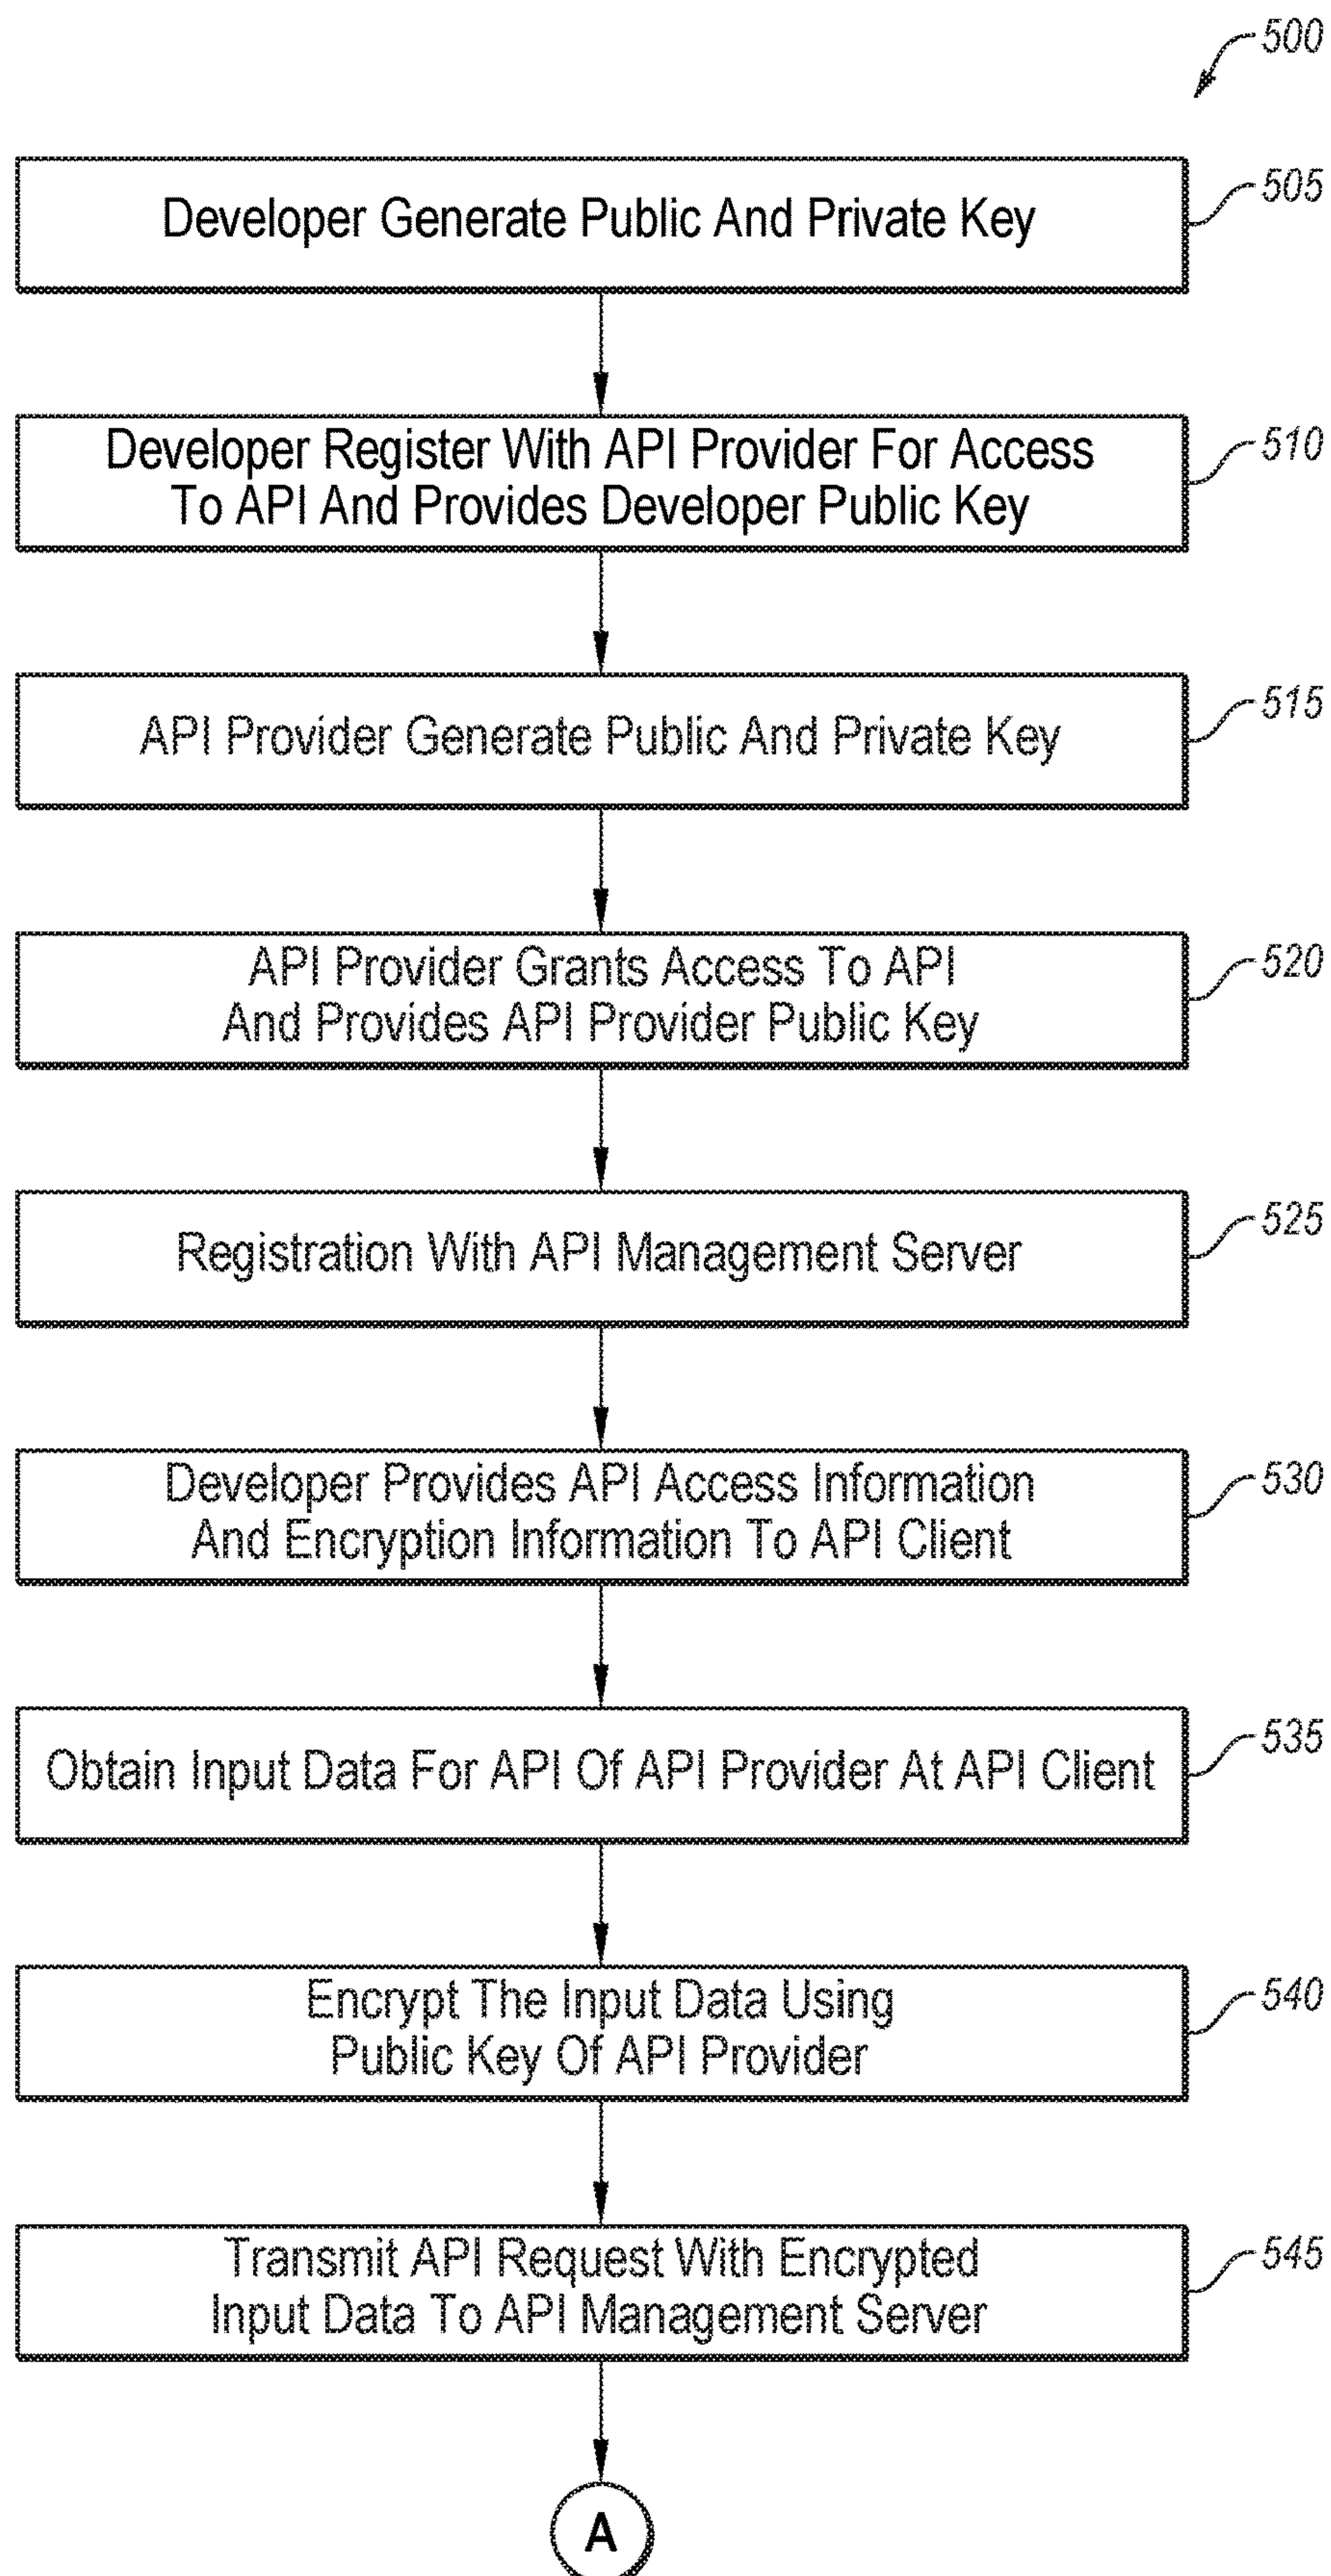 500
Developer Generate Public And Private Key
505
Developer Register With API Provider For Access
To API And Provides Developer Public Key
510
API Provider Generate Public And Private Key
515
API Provider Grants Access To API
And Provides API Provider Public Key
520
Registration With API Management Server
525
Developer Provides API Access Information
And Encryption Information To API Client
530
Obtain Input Data For API Of API Provider At API Client
535
Encrypt The Input Data Using
Public Key Of API Provider
540
Transmit API Request With Encrypted
Input Data To API Management Server
545
A